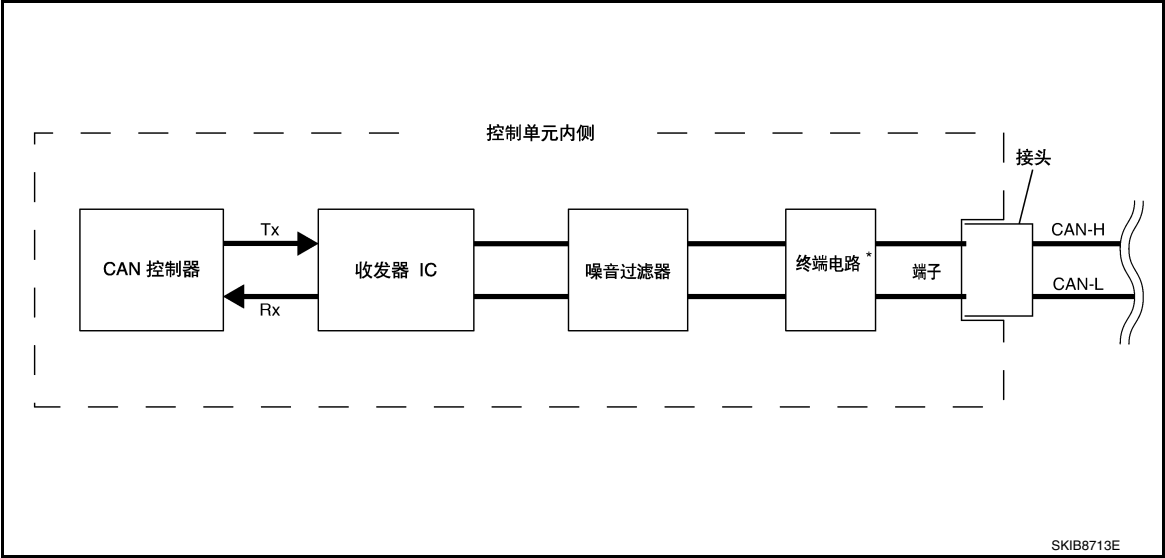 控制单元内侧
接头
Tx
CAN-H
CAN 控制器
收发器 IC
噪音过滤器
终端电路 *
端子
CAN-L
Rx
SKIB8713E